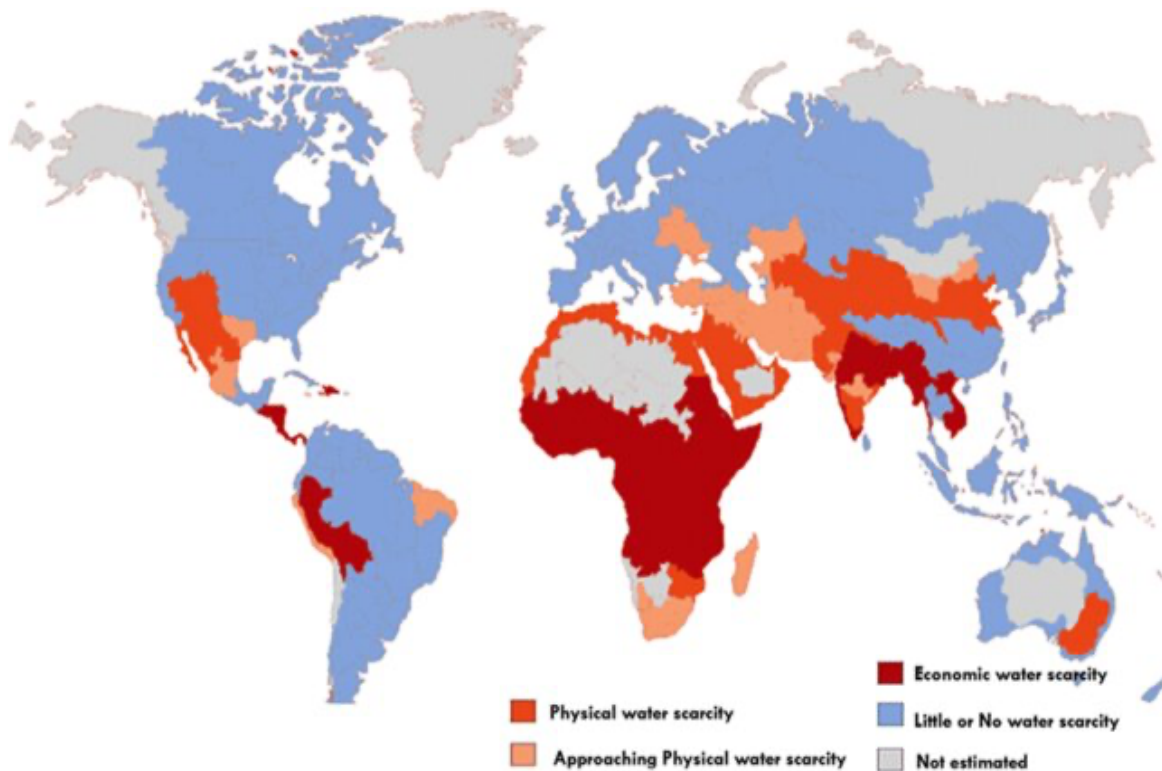 Physical water scarcity
Approaching Physical water scarcity
Economic water scarcity
Little or No water scarcity
Not estimated